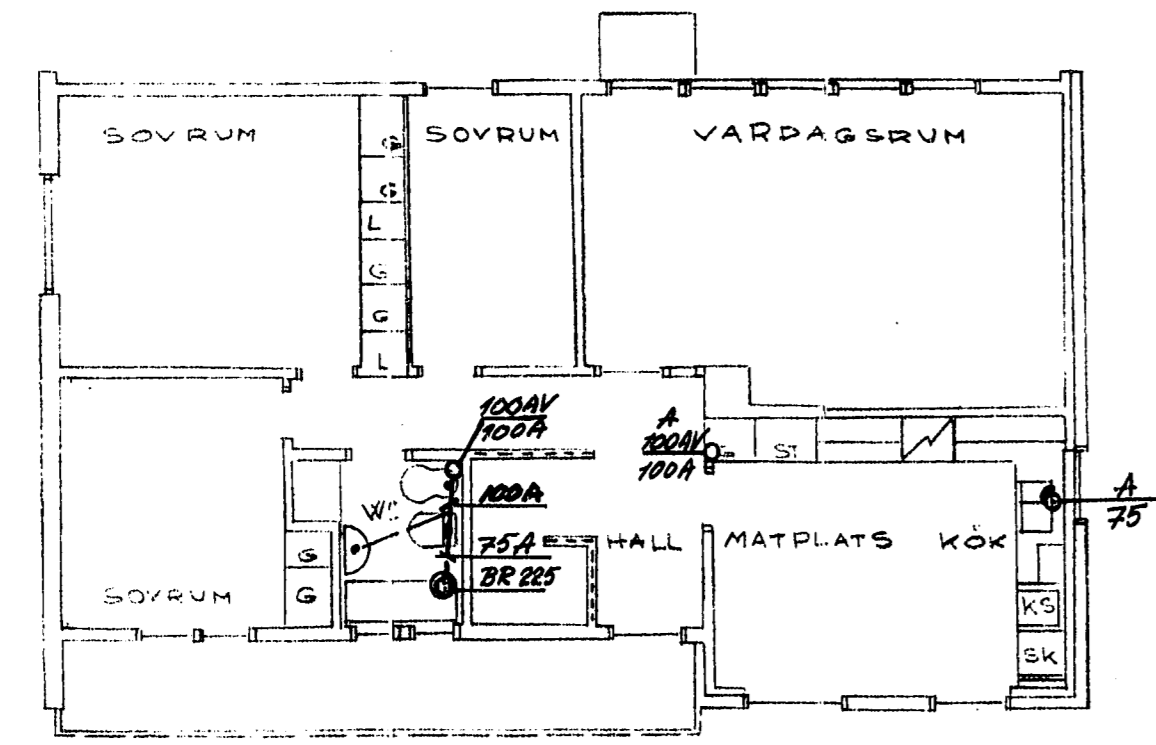 SOVRUM
SOVRUM
VARDAGSRUM
G
G
L
G
G
L
100AV
100A
A
100AV
100A
ST
WC
100A
A
75
75A
BR 225
HALL
MATPLATS
KÖK
G
G
SOVRUM
KS
SK